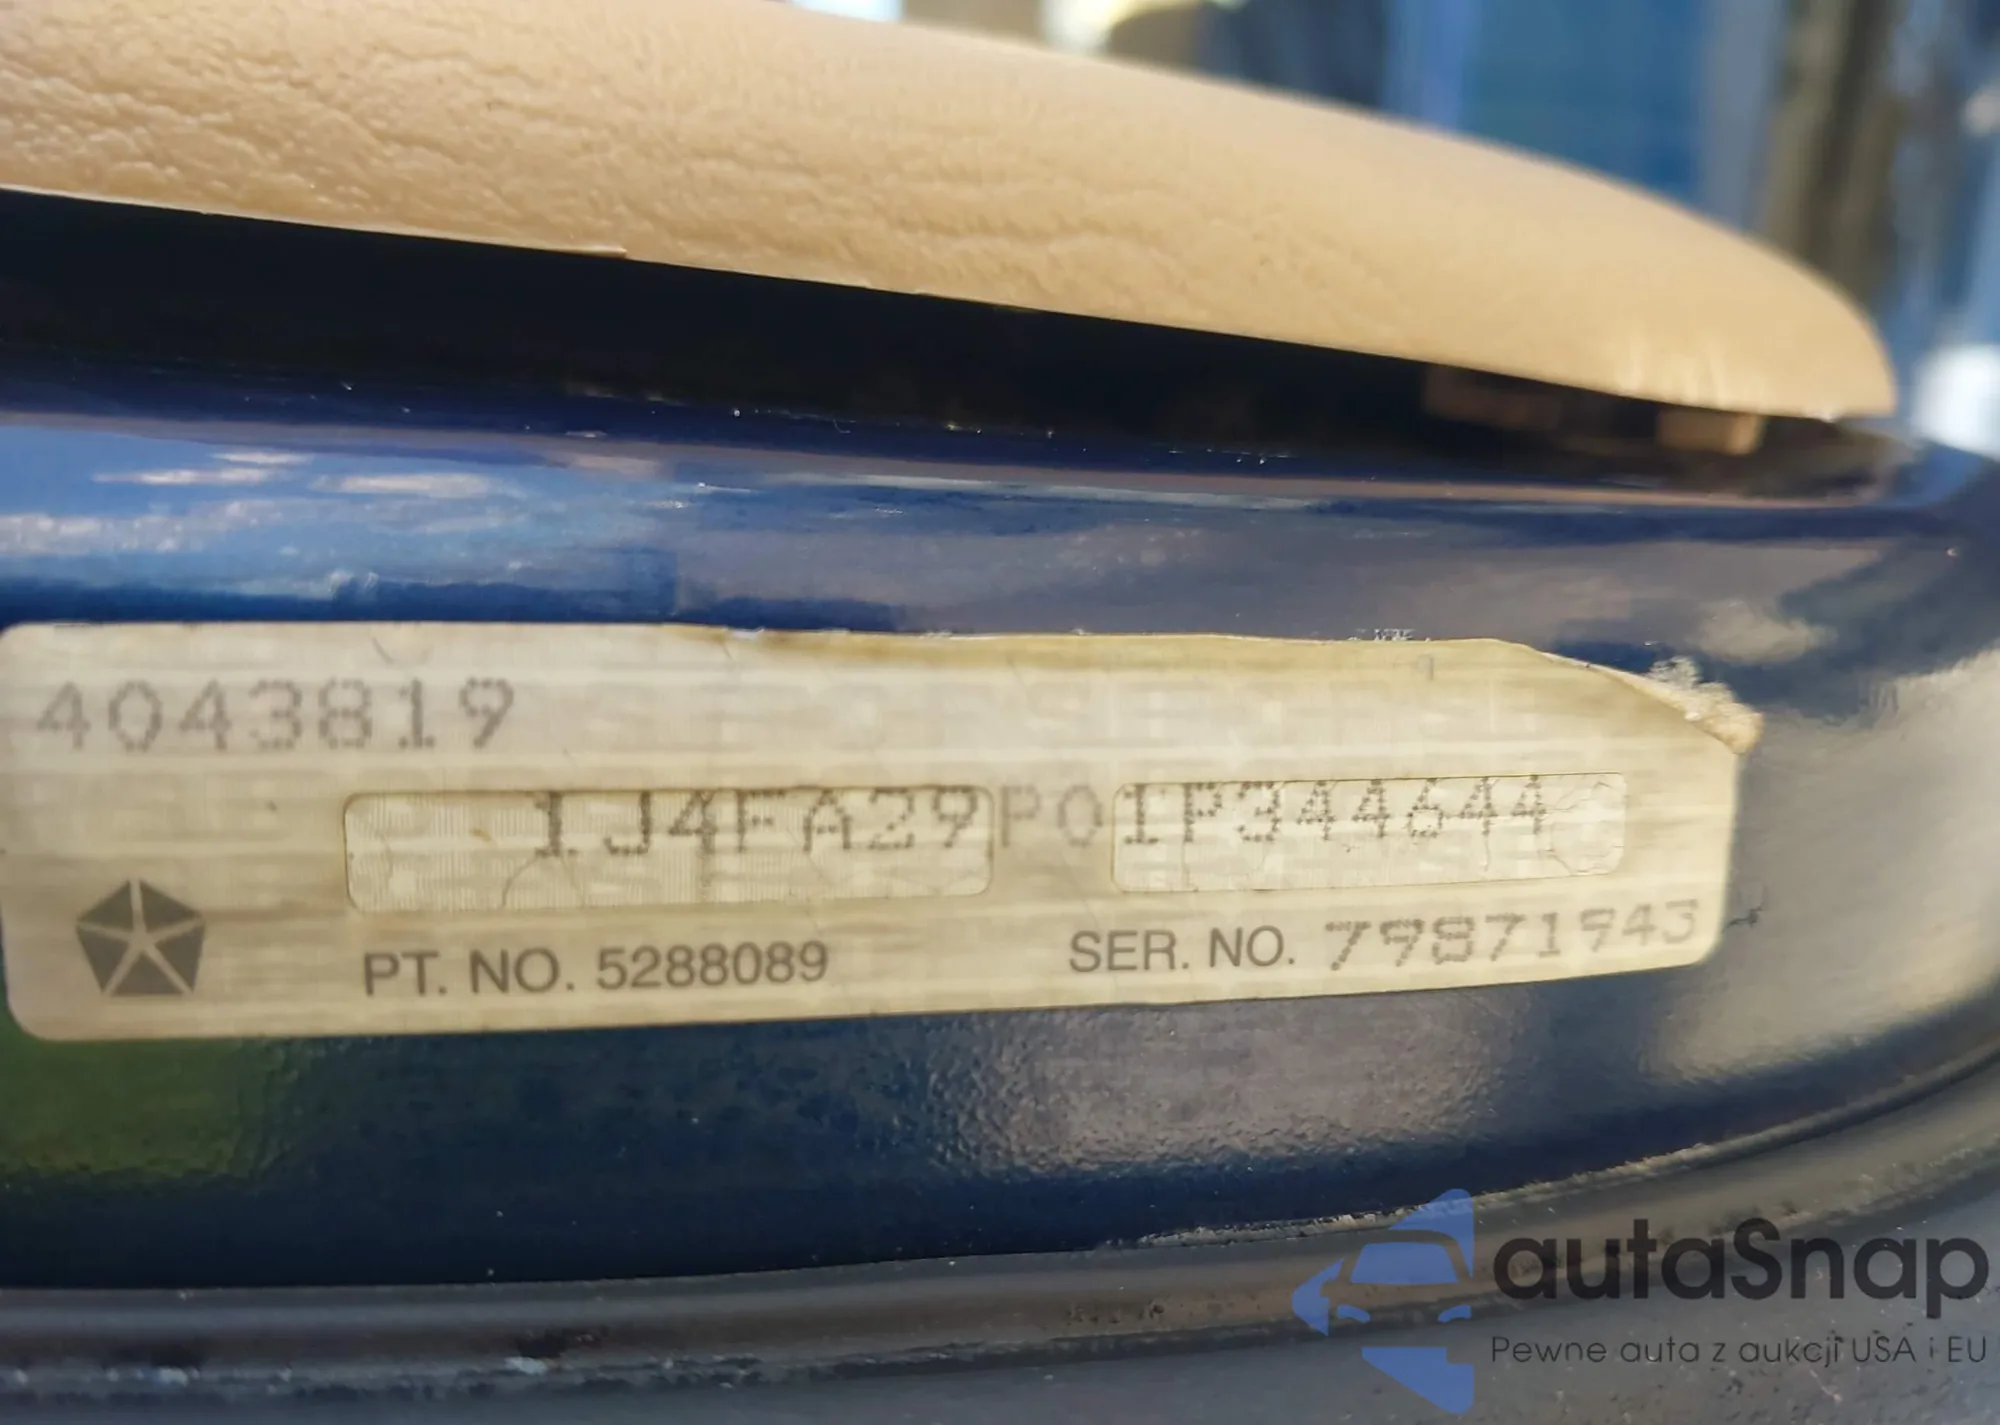 4043819
1J4FA29P01P344644
PT. NO. 5288089 SER. NO. 79871943
autaSnap
Pewne auta z aukcji USA i EU